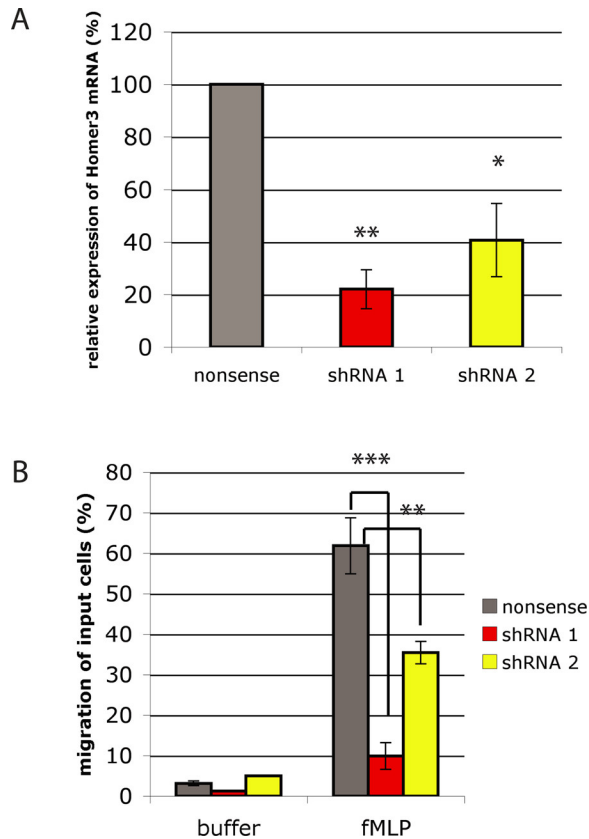 A
relative expression of Homer3 mRNA (%)
120
100
80
60
40
20
0
**
*
nonsense shRNA 1 shRNA 2
B
migration of input cells (%)
80
70
60
50
40
30
20
10
0
***
**
nonsense
shRNA 1
shRNA 2
buffer fMLP